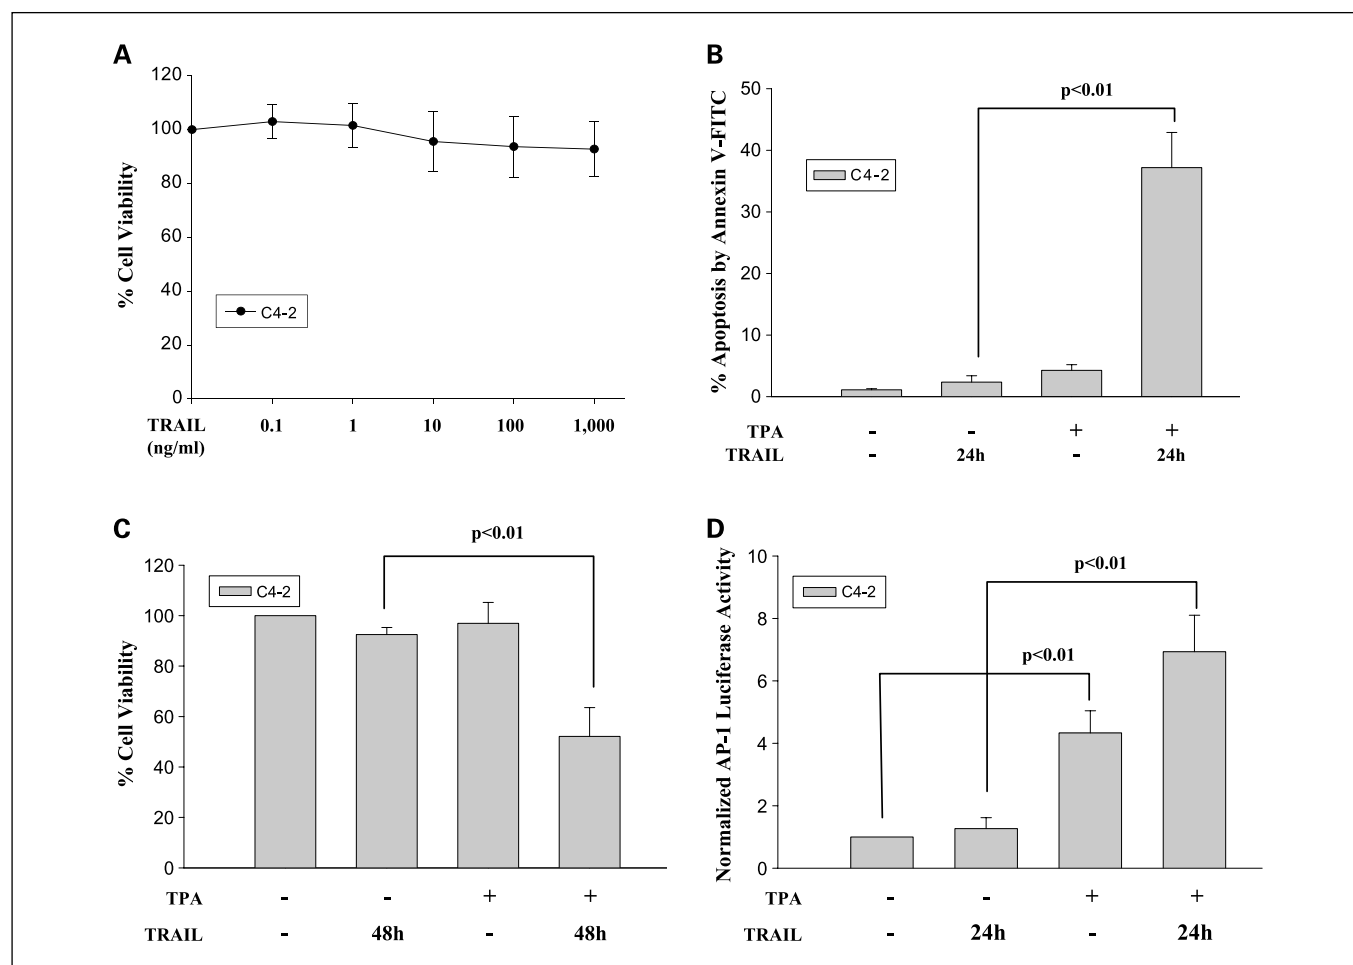 A
120
100
80
60
40
20
0
% Cell Viability
C4-2
TRAIL 0.1 1 10 100 1,000
(ng/ml)
B
50
40
30
20
10
0
% Apoptosis by Annexin V-FITC
p<0.01
C4-2
TPA - - + +
TRAIL - 24h - 24h
C
120
100
80
60
40
20
0
% Cell Viability
p<0.01
C4-2
TPA - - + +
TRAIL - 48h - 48h
D
10
8
6
4
2
0
Normalized AP-1 Luciferase Activity
p<0.01
C4-2
p<0.01
TPA - - + +
TRAIL - 24h - 24h